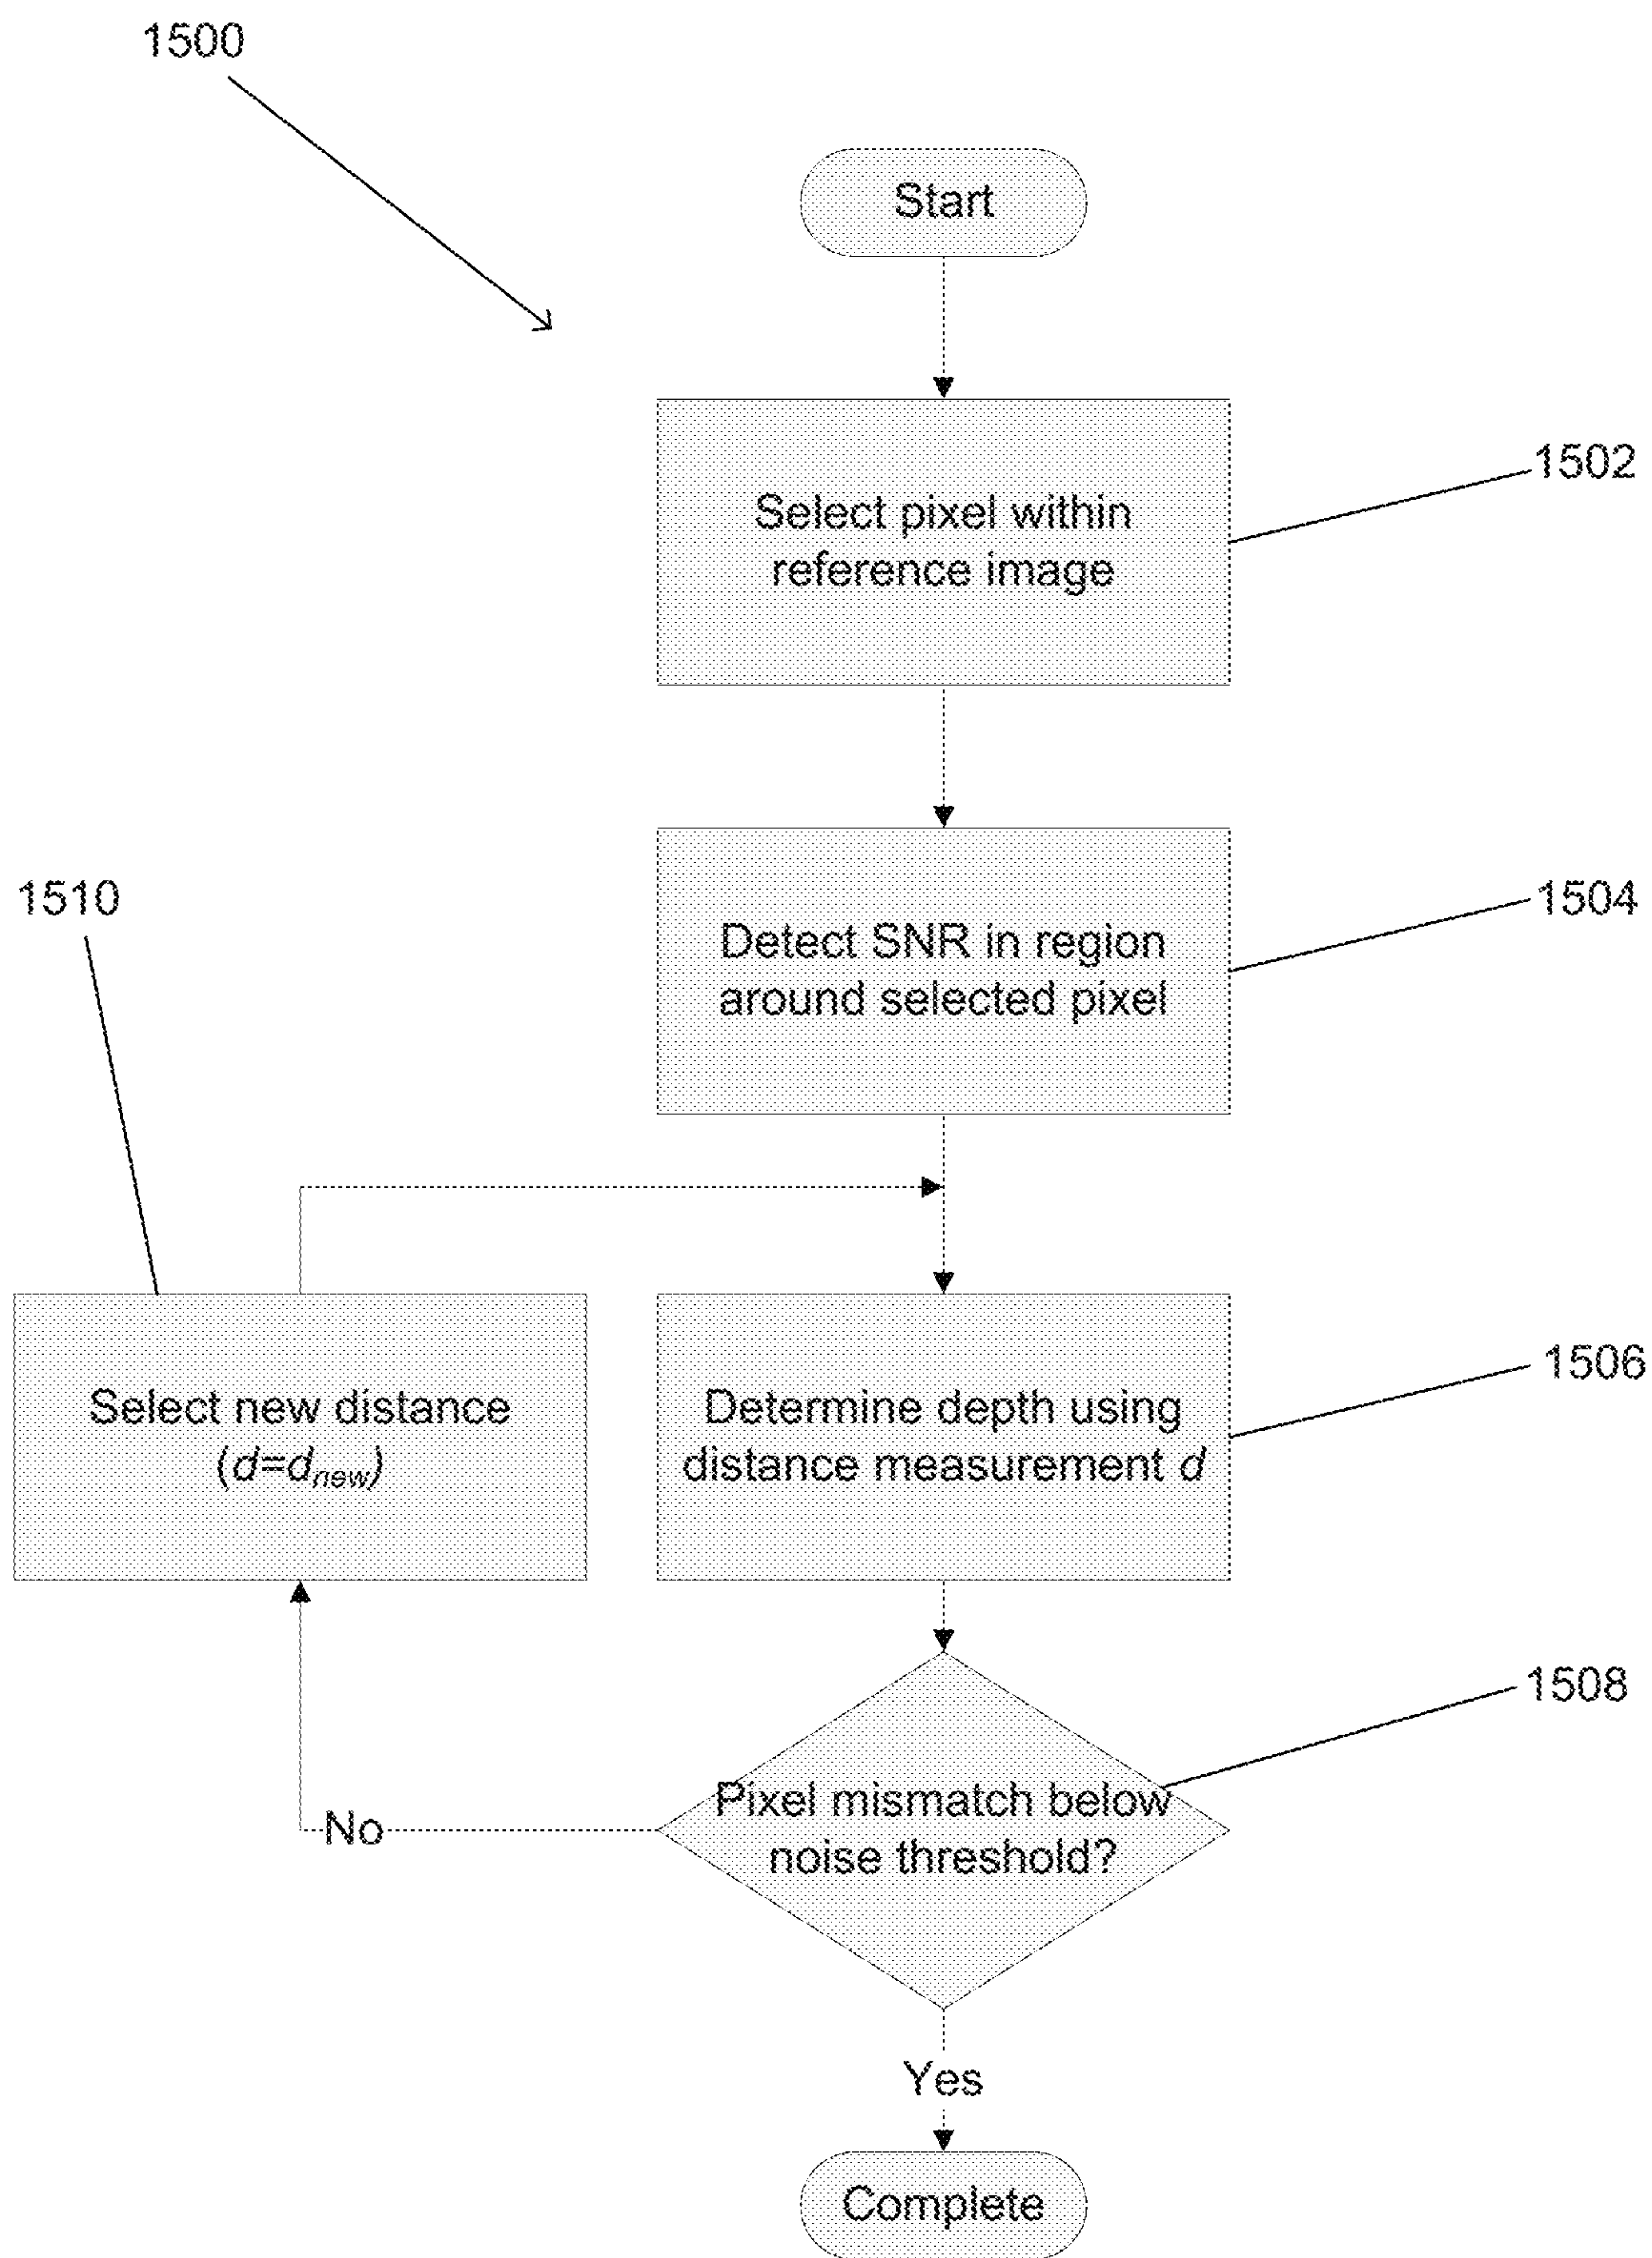 1500
Start
1502
Select pixel within
reference image
1504
Detect SNR in region
around selected pixel
1510
Select new distance
(d=dnew)
1506
Determine depth using
distance measurement d
1508
Pixel mismatch below
noise threshold?
No
Yes
Complete